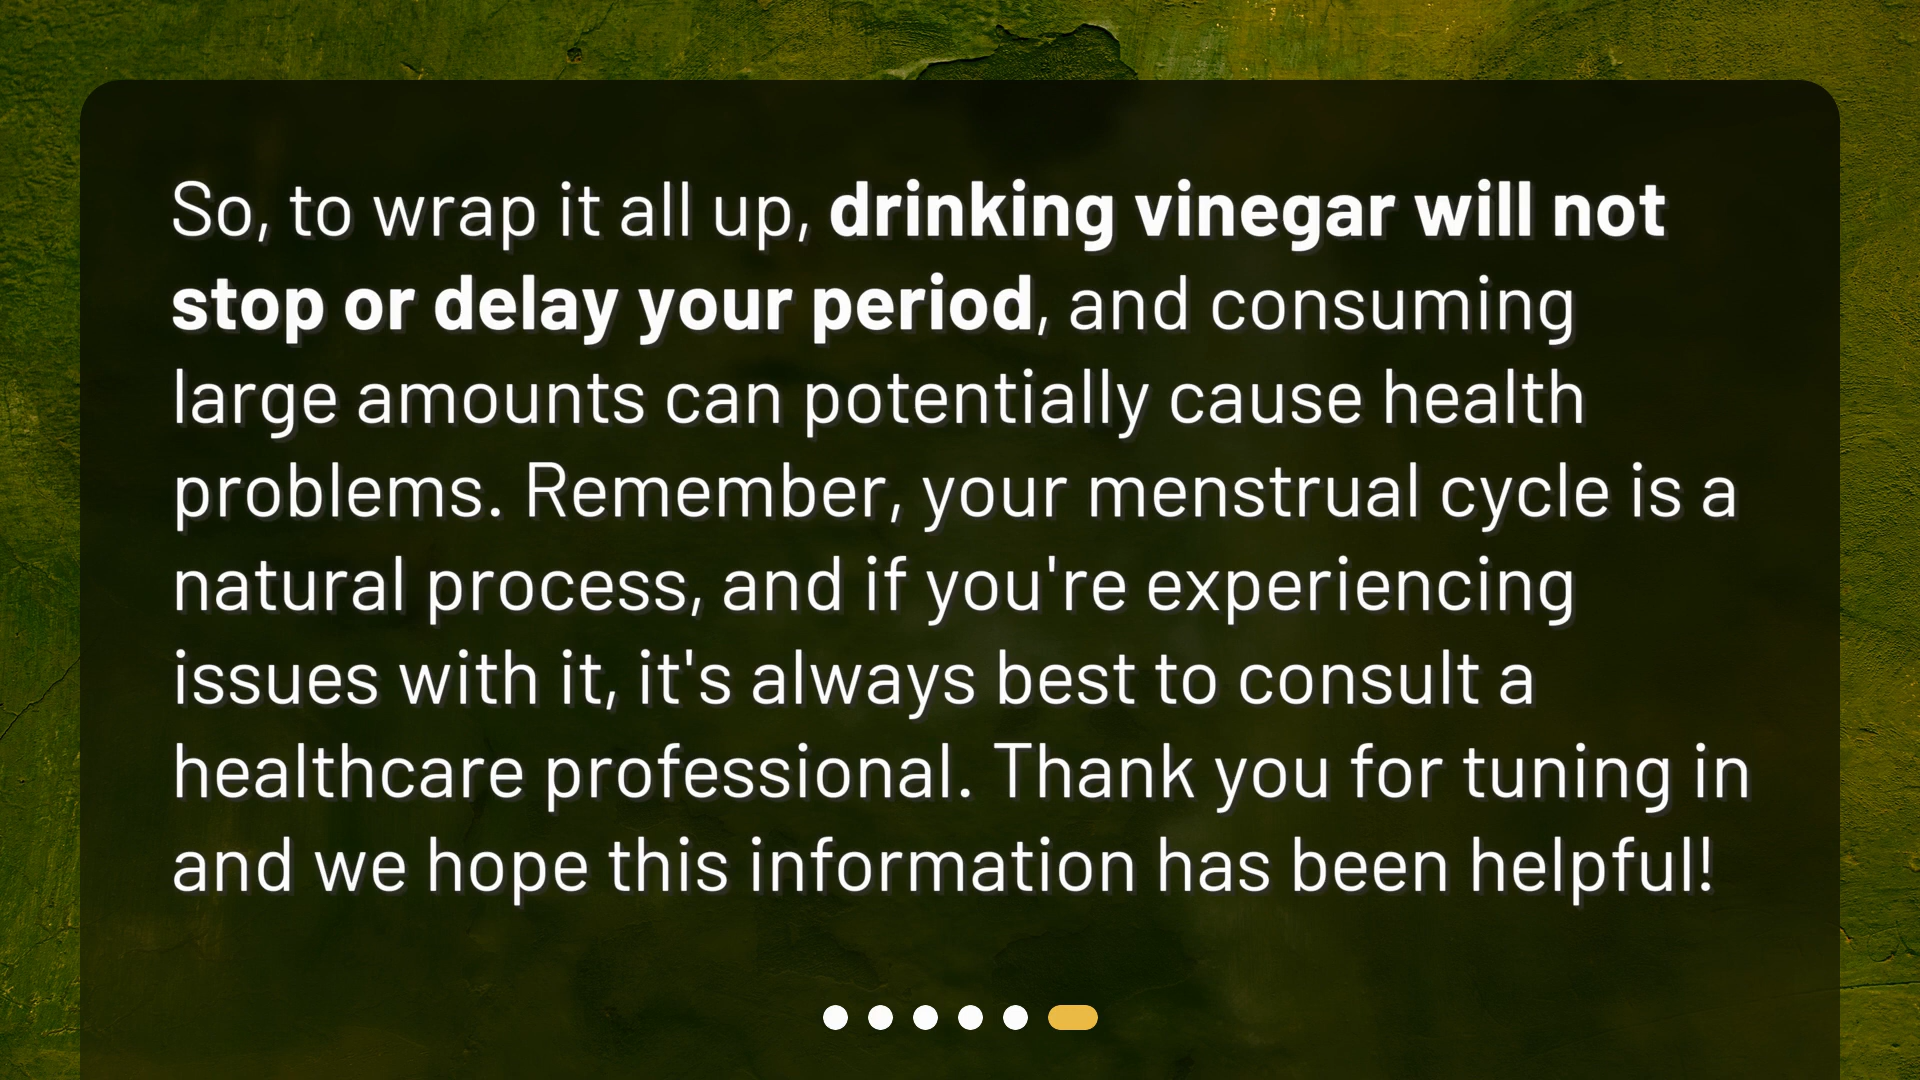 So, to wrap it all up, drinking vinegar will not
stop or delay your period, and consuming
large amounts can potentially cause health
problems. Remember, your menstrual cycle is a
natural process, and if you're experiencing
issues with it, it's always best to consult a
healthcare professional. Thank you for tuning in
and we hope this information has been helpful!